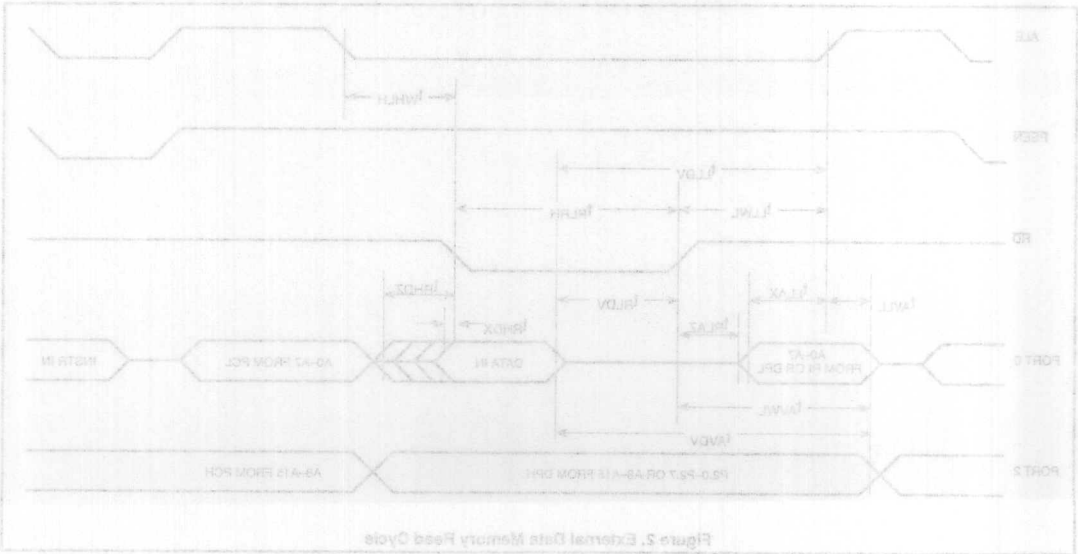 ALE
tWHLH
PSEN
tLLDV
tLLWL
tRLRH
RD
tAVLL
tLLAX
tRLAZ
tRLDV
tRHDZ
tRHDX
PORT 0
A0–A7
FROM RI OR DPL
DATA IN
A0–A7 FROM PCL
INSTR IN
tAVWL
tAVDV
PORT 2
P2.0–P2.7 OR A8–A15 FROM DPH
A8–A15 FROM PCH
Figure 2. External Data Memory Read Cycle